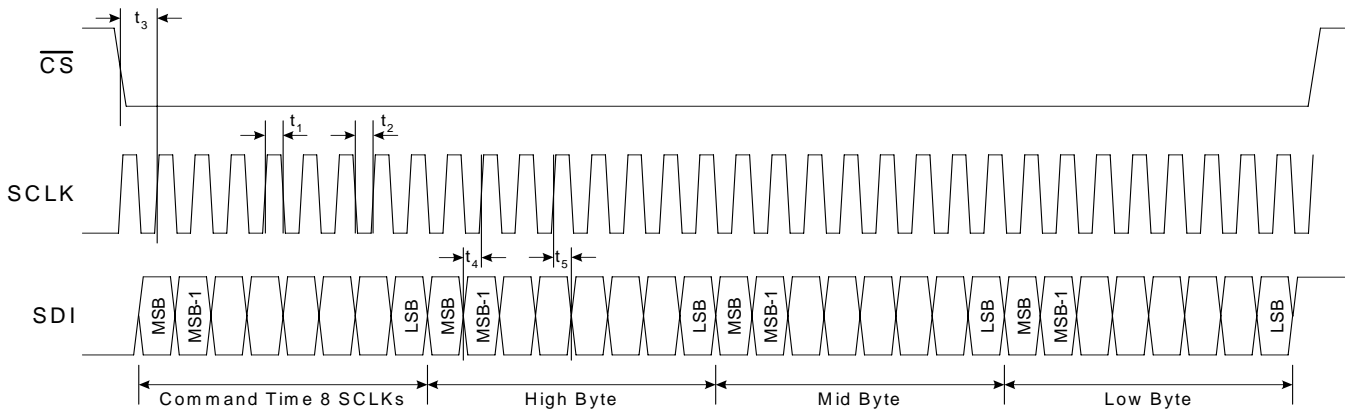 t3
CS
t1
t2
SCLK
t4
t5
SDI
MSB
MSB-1
LSB
MSB
MSB-1
LSB
MSB
MSB-1
LSB
MSB
MSB-1
LSB
Command Time 8 SCLKs
High Byte
Mid Byte
Low Byte